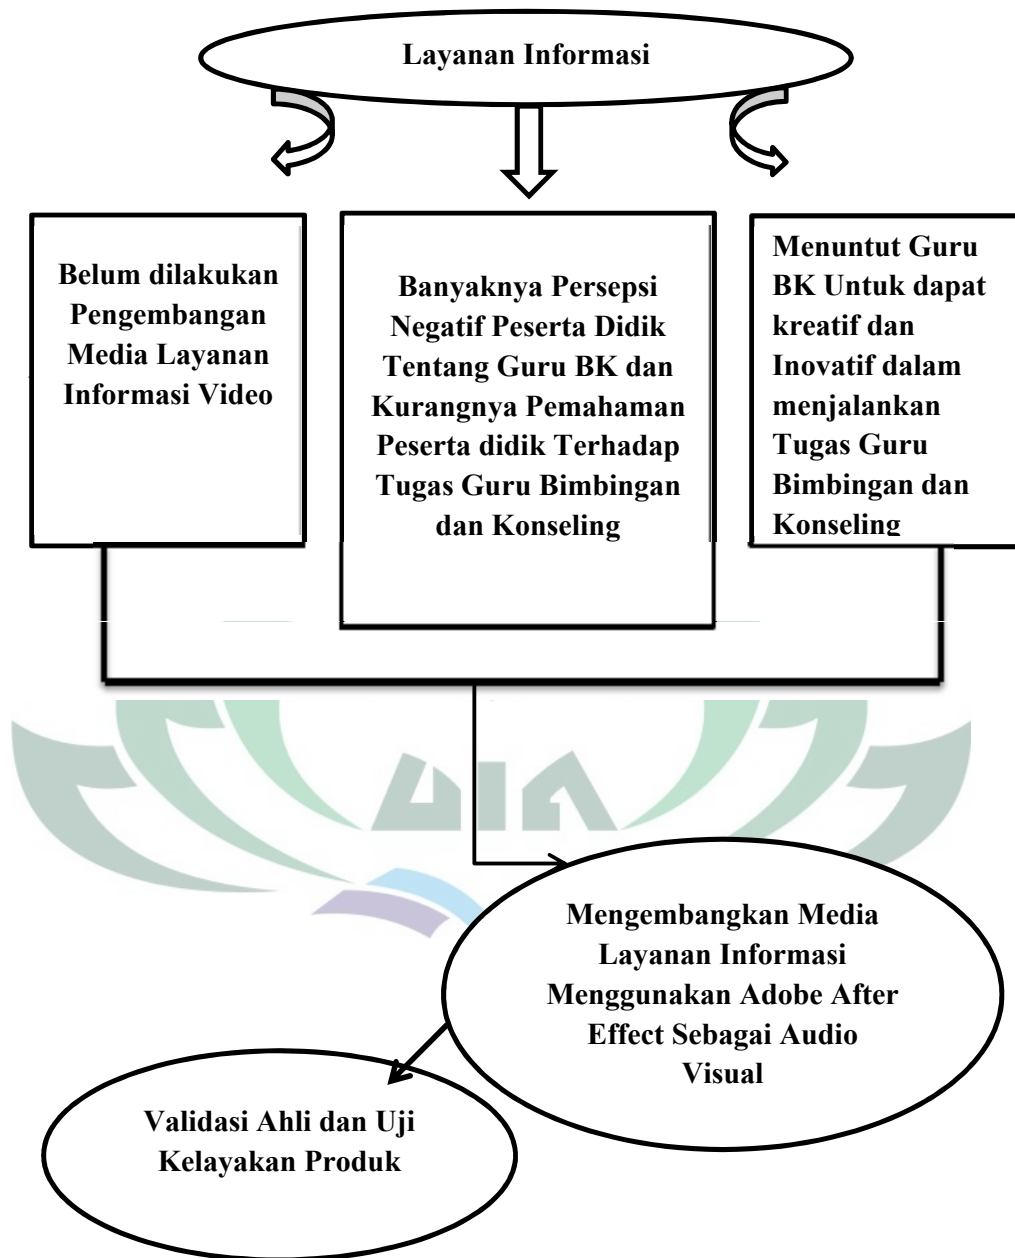 Layanan Informasi
Belum dilakukan
Pengembangan
Media Layanan
Informasi Video
Banyaknya Persepsi
Negatif Peserta Didik
Tentang Guru BK dan
Kurangnya Pemahaman
Peserta didik Terhadap
Tugas Guru Bimbingan
dan Konseling
Menuntut Guru
BK Untuk dapat
kreatif dan
Inovatif dalam
menjalankan
Tugas Guru
Bimbingan dan
Konseling
UIN
Mengembangkan Media
Layanan Informasi
Menggunakan Adobe After
Effect Sebagai Audio
Visual
Validasi Ahli dan Uji
Kelayakan Produk